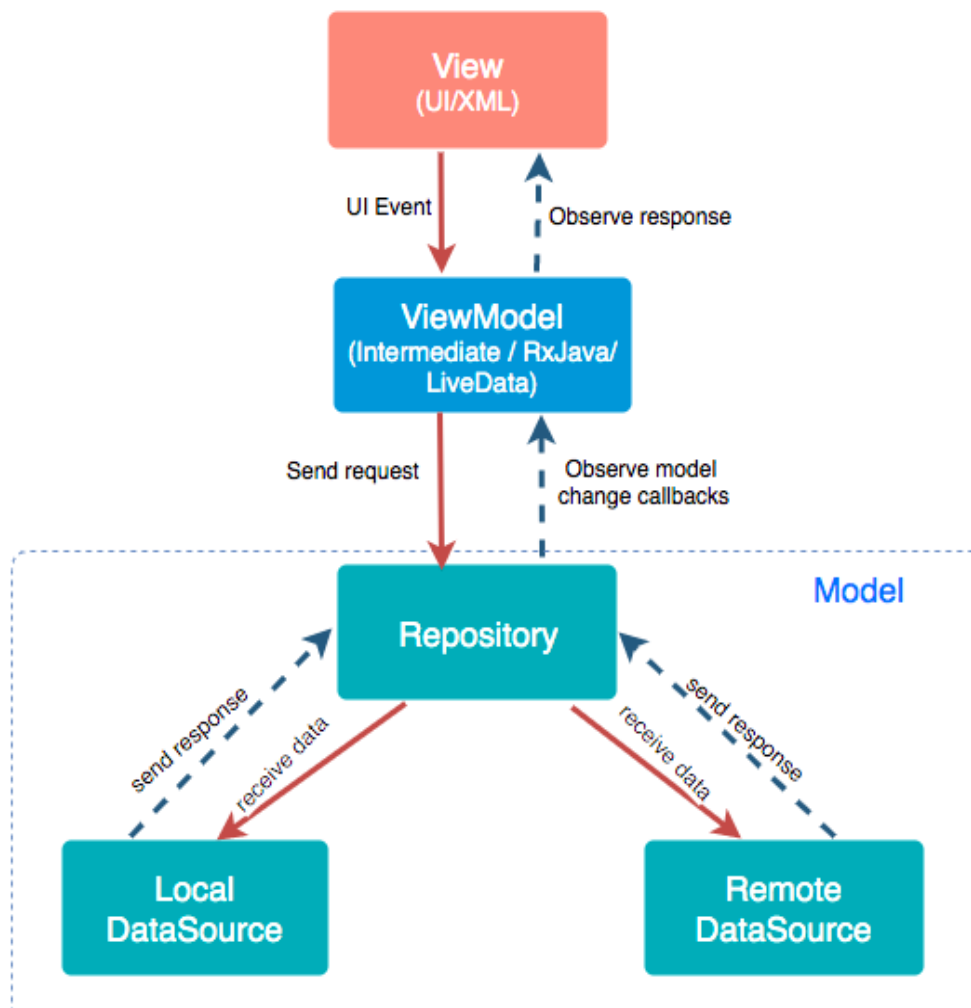 View
(UI/XML)
UI Event
Observe response
ViewModel
(Intermediate / RxJava/
LiveData)
Send request
Observe model
change callbacks
Model
Repository
send response
receive data
receive data
send response
Local
DataSource
Remote
DataSource